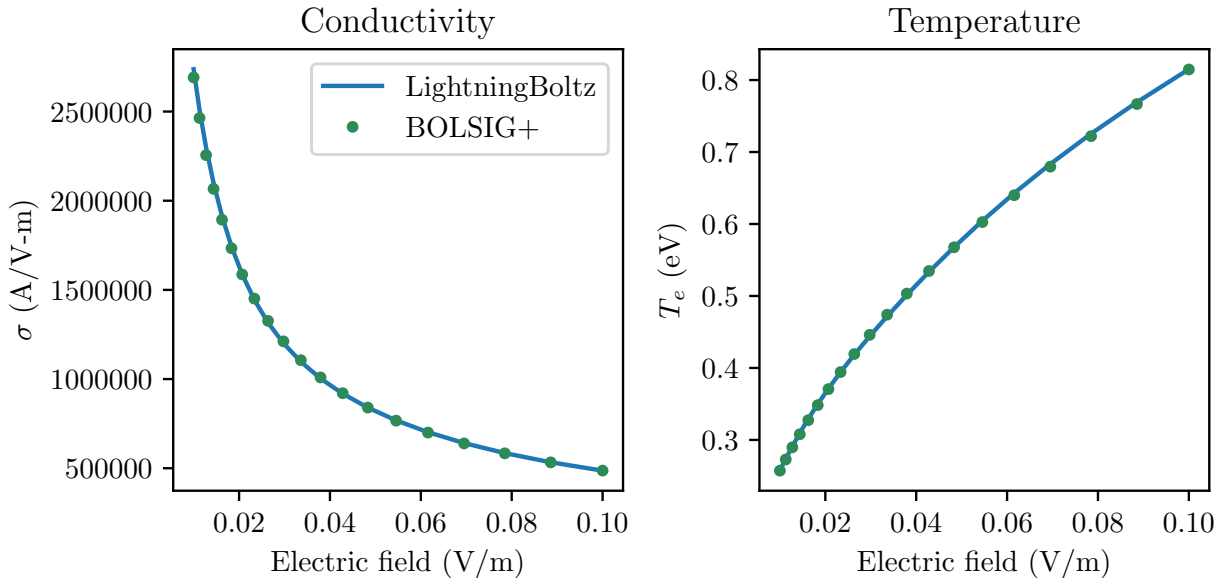 Conductivity
σ (A/V-m)
2500000
2000000
1500000
1000000
500000
LightningBoltz
BOLSIG+
0.02 0.04 0.06 0.08 0.10
Electric field (V/m)
Temperature
T_e (eV)
0.8
0.7
0.6
0.5
0.4
0.3
0.02 0.04 0.06 0.08 0.10
Electric field (V/m)